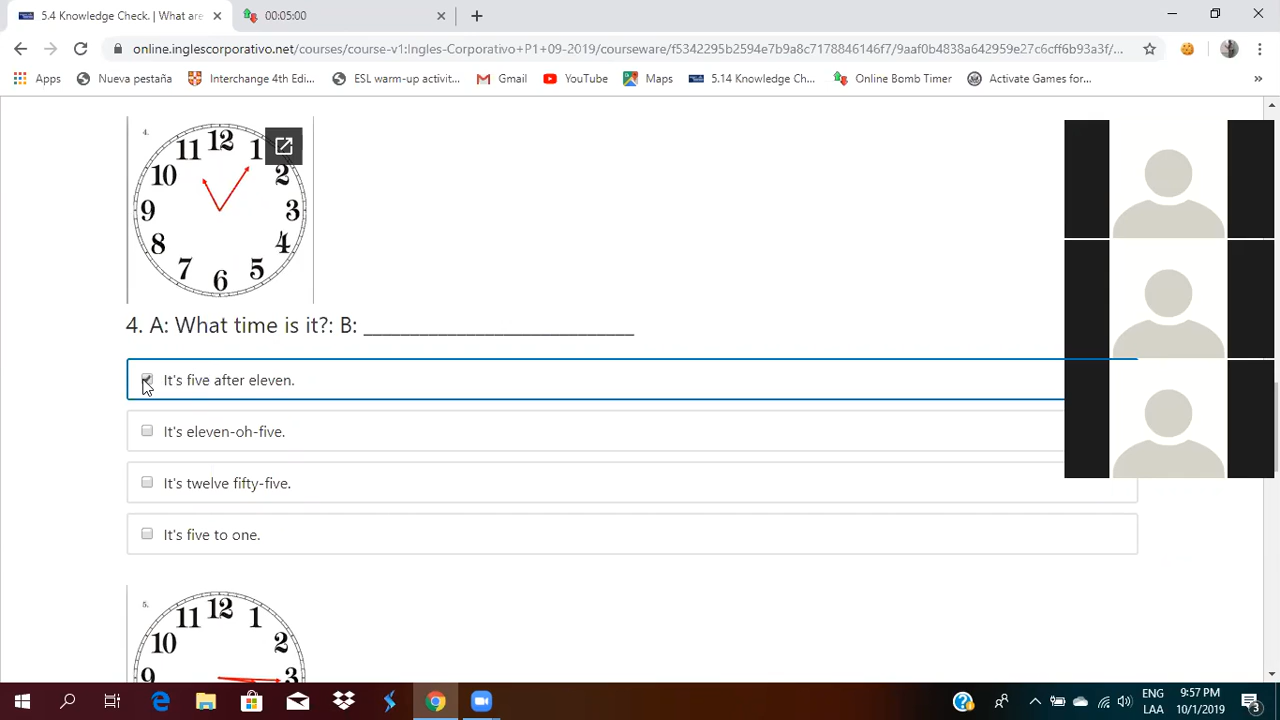 5.4 Knowledge Check. | What are
00:05:00
online.inglescorporativo.net/courses/course-v1:Ingles-Corporativo+P1+09-2019/courseware/f5342295b2594e7b9a8c7178846146f7/9aaf0b4838a642959e27c6cff6b93a3f/...
Apps Nueva pestaña Interchange 4th Edi... ESL warm-up activit... Gmail YouTube Maps 5.14 Knowledge Ch... Online Bomb Timer Activate Games for... »
4.
12
11 1
10 2
9 3
8 4
7 5
6
4. A: What time is it?: B: ______________________________
It's five after eleven.
It's eleven-oh-five.
It's twelve fifty-five.
It's five to one.
5.
12
11 1
10 2
9 3
ENG 9:57 PM
LAA 10/1/2019
3